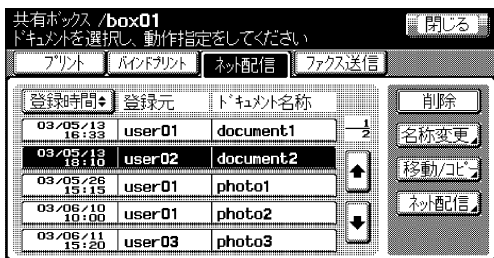 共有ボックス /box01
ドキュメントを選択し、動作指定をしてください
閉じる
プリント バインドプリント ネット配信 ファクス送信
登録時間 登録元 ドキュメント名称
03/05/13 16:33 user01 document1
03/05/13 18:10 user02 document2
03/05/26 15:15 user01 photo1
03/06/10 10:00 user01 photo2
03/06/11 15:20 user03 photo3
1/2
削除
名称変更
移動/コピー
ネット配信